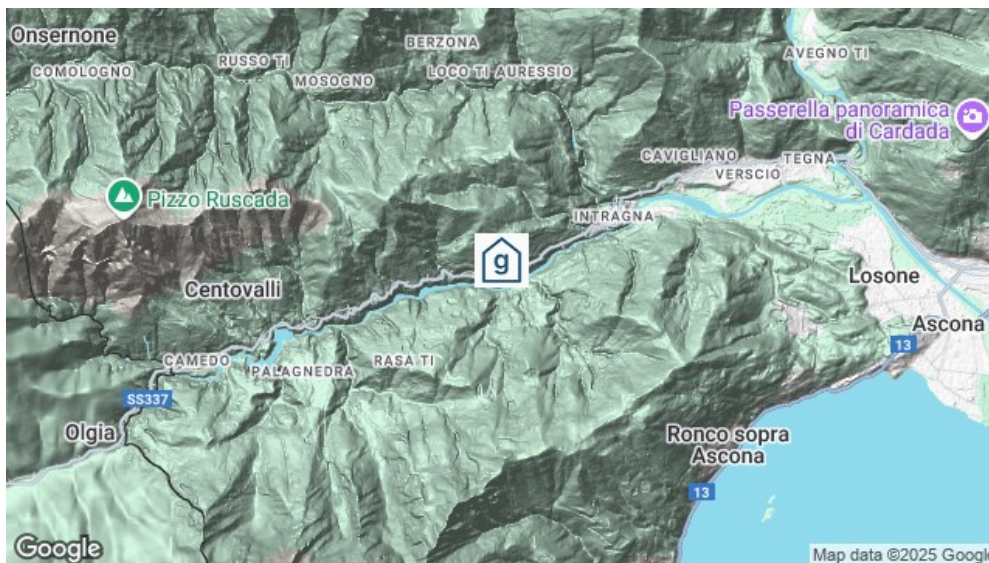 Onsernone
BERZONA
RUSSO TI
AVEGNO TI
COMOLOGNO
MOSOGNO
LOCO TI AURESSIO
Passerella panoramica
di Cardada
CAVIGLIANO
TEGNA
VERSCIO
Pizzo Ruscada
INTRAGNA
g
Losone
Centovalli
Ascona
13
CAMEDO
PALAGNEDRA
RASA TI
SS337
Olgia
Ronco sopra
Ascona
13
Google
Map data ©2025 Google